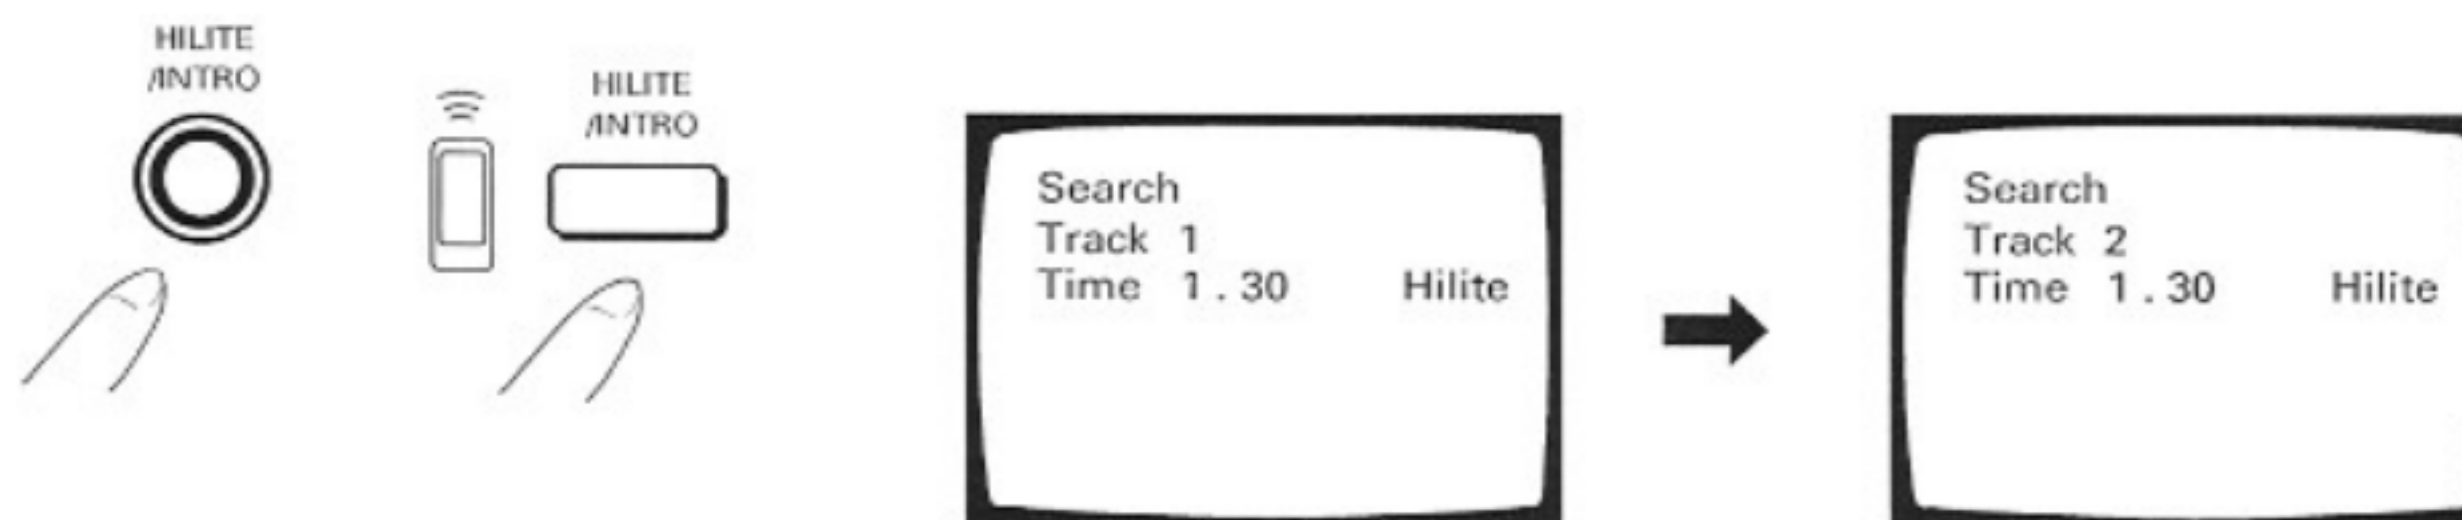 HILITE
/INTRO
HILITE
/INTRO
Search
Track 1
Time 1.30 Hilite
Search
Track 2
Time 1.30 Hilite